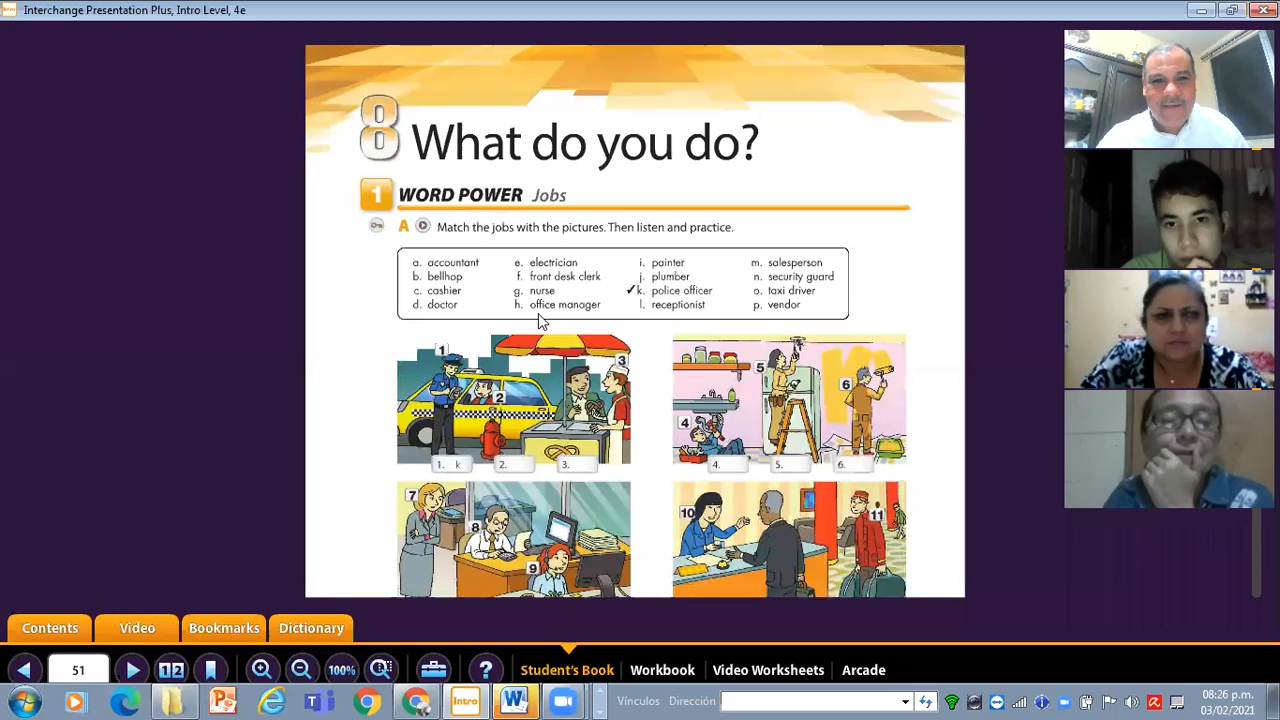 Interchange Presentation Plus, Intro Level, 4e
8 What do you do?
1 WORD POWER Jobs
A Match the jobs with the pictures. Then listen and practice.
a. accountant e. electrician i. painter m. salesperson
b. bellhop f. front desk clerk j. plumber n. security guard
c. cashier g. nurse ✓k. police officer o. taxi driver
d. doctor h. office manager l. receptionist p. vendor
1 2 3
1. k 2. 3.
4 5 6
4. 5. 6.
7 8 9
10 11
Contents Video Bookmarks Dictionary
51 12 100% ? Student's Book Workbook Video Worksheets Arcade
Intro Vínculos Dirección 08:26 p.m.
03/02/2021